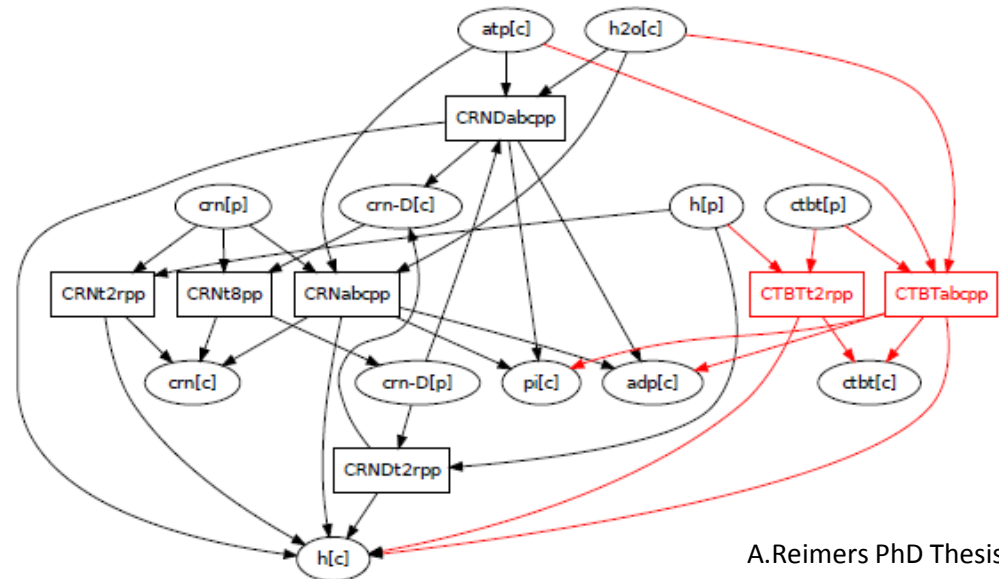 atp[c]
h2o[c]
CRNDabcpp
crn[p]
crn-D[c]
h[p]
ctbt[p]
CRNt2rpp
CRNt8pp
CRNabcpp
CTBTt2rpp
CTBTabcpp
crn[c]
crn-D[p]
pi[c]
adp[c]
ctbt[c]
CRNDt2rpp
h[c]
A.Reimers PhD Thesis